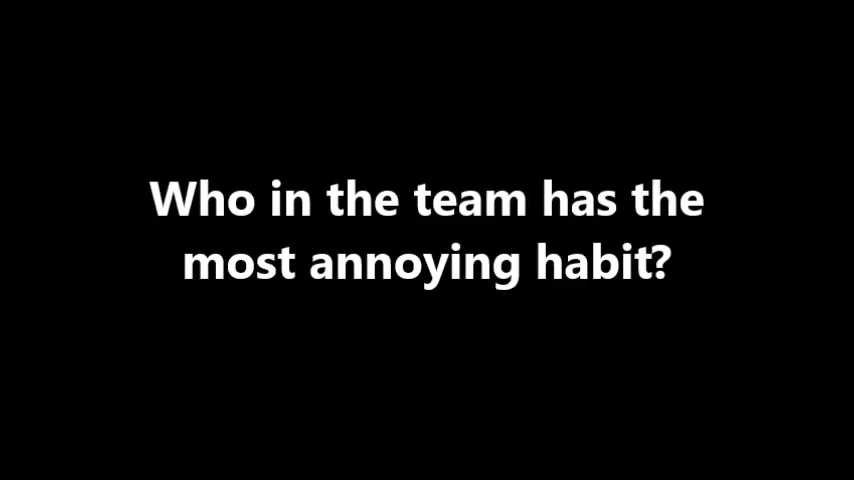 Who in the team has the
most annoying habit?